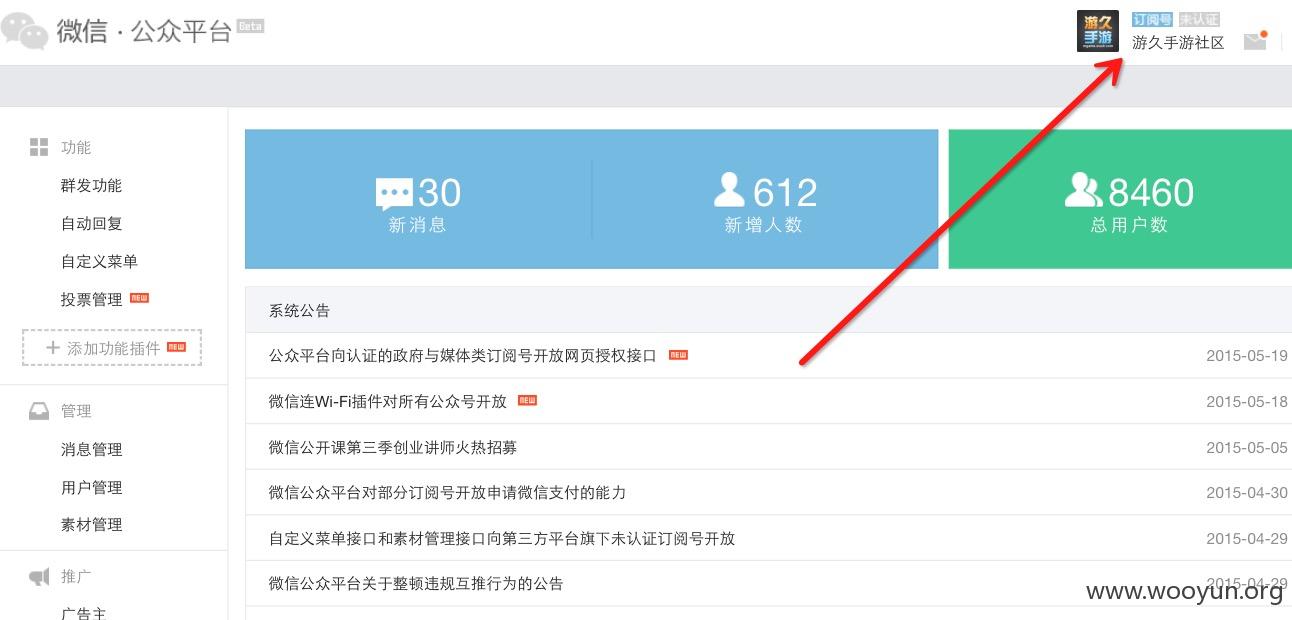 微信·公众平台 Beta
游久手游
订阅号 未认证
游久手游社区
功能
群发功能
自动回复
自定义菜单
投票管理 NEW
+ 添加功能插件 NEW
管理
消息管理
用户管理
素材管理
推广
广告主
30
新消息
612
新增人数
8460
总用户数
系统公告
公众平台向认证的政府与媒体类订阅号开放网页授权接口 NEW 2015-05-19
微信连Wi-Fi插件对所有公众号开放 NEW 2015-05-18
微信公开课第三季创业讲师火热招募 2015-05-05
微信公众平台对部分订阅号开放申请微信支付的能力 2015-04-30
自定义菜单接口和素材管理接口向第三方平台旗下未认证订阅号开放 2015-04-29
微信公众平台关于整顿违规互推行为的公告 2015-04-29
www.wooyun.org